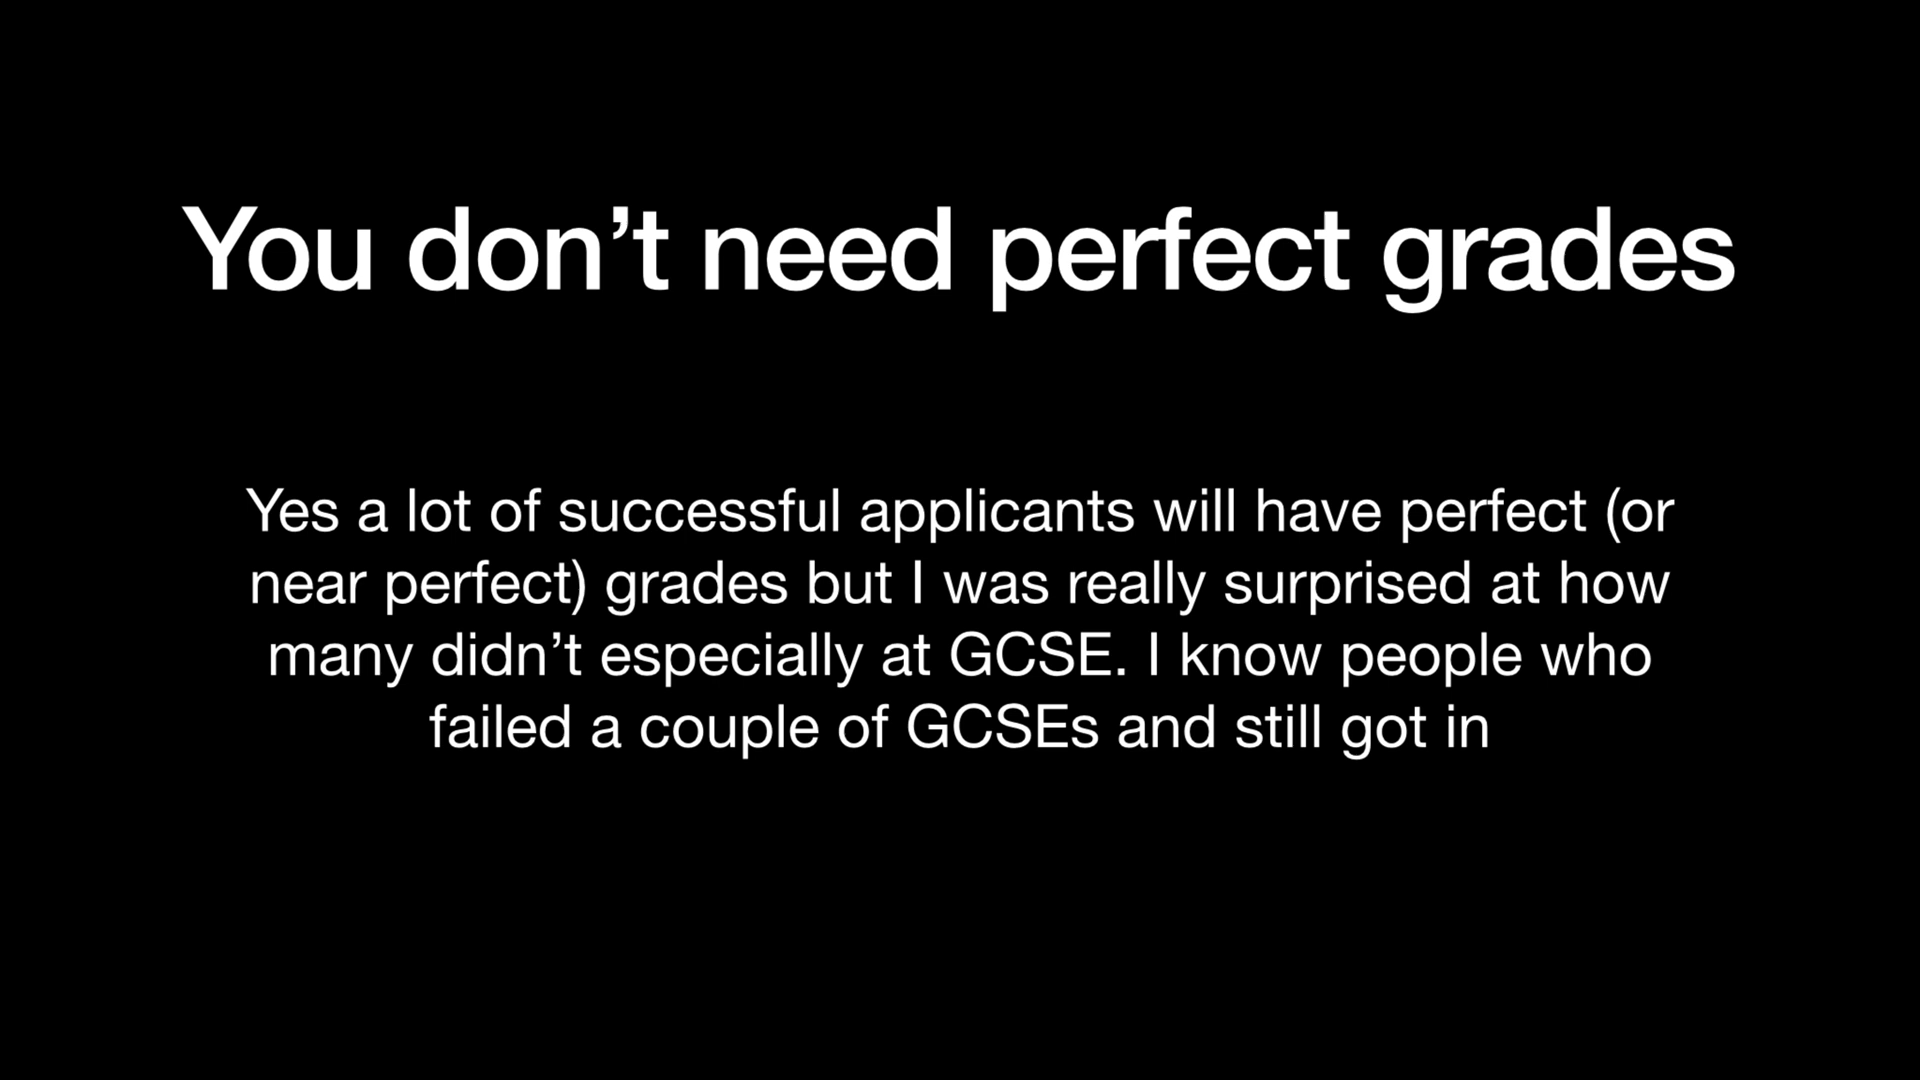 You don’t need perfect grades
Yes a lot of successful applicants will have perfect (or
near perfect) grades but I was really surprised at how
many didn’t especially at GCSE. I know people who
failed a couple of GCSEs and still got in